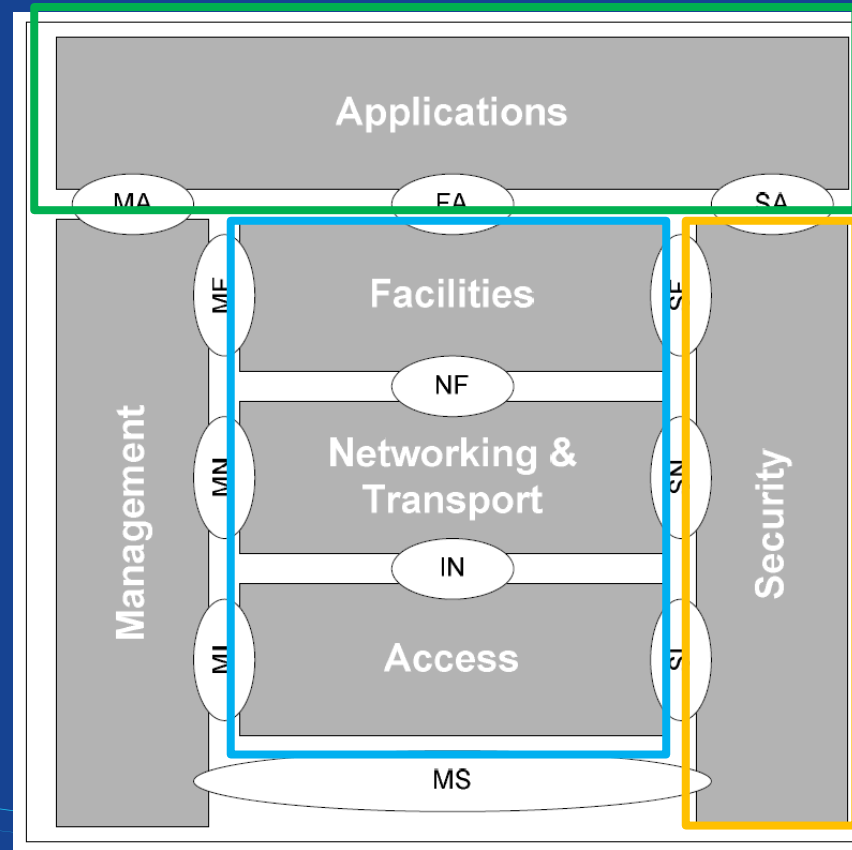 Applications
MA
FA
SA
MF
Facilities
SF
NF
Management
MN
Networking &
Transport
SN
Security
IN
MI
Access
SI
MS